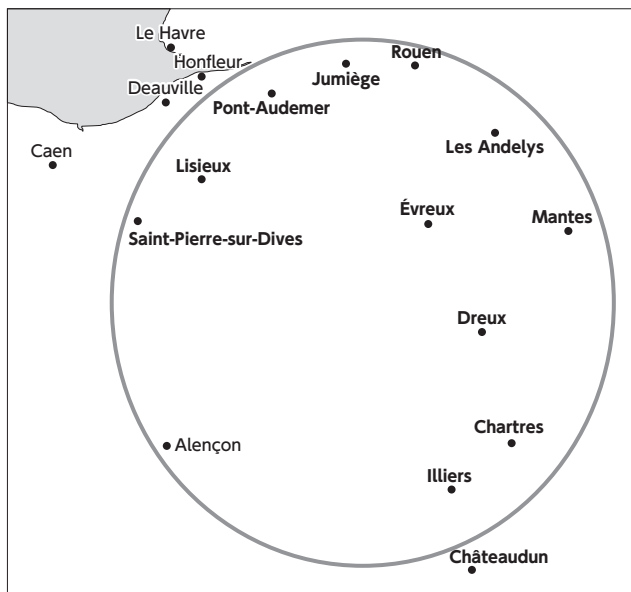 Le Havre
Honfleur
Deauville
Caen
Rouen
Jumiège
Pont-Audemer
Les Andelys
Lisieux
Évreux
Mantes
Saint-Pierre-sur-Dives
Dreux
Chartres
Alençon
Illiers
Châteaudun